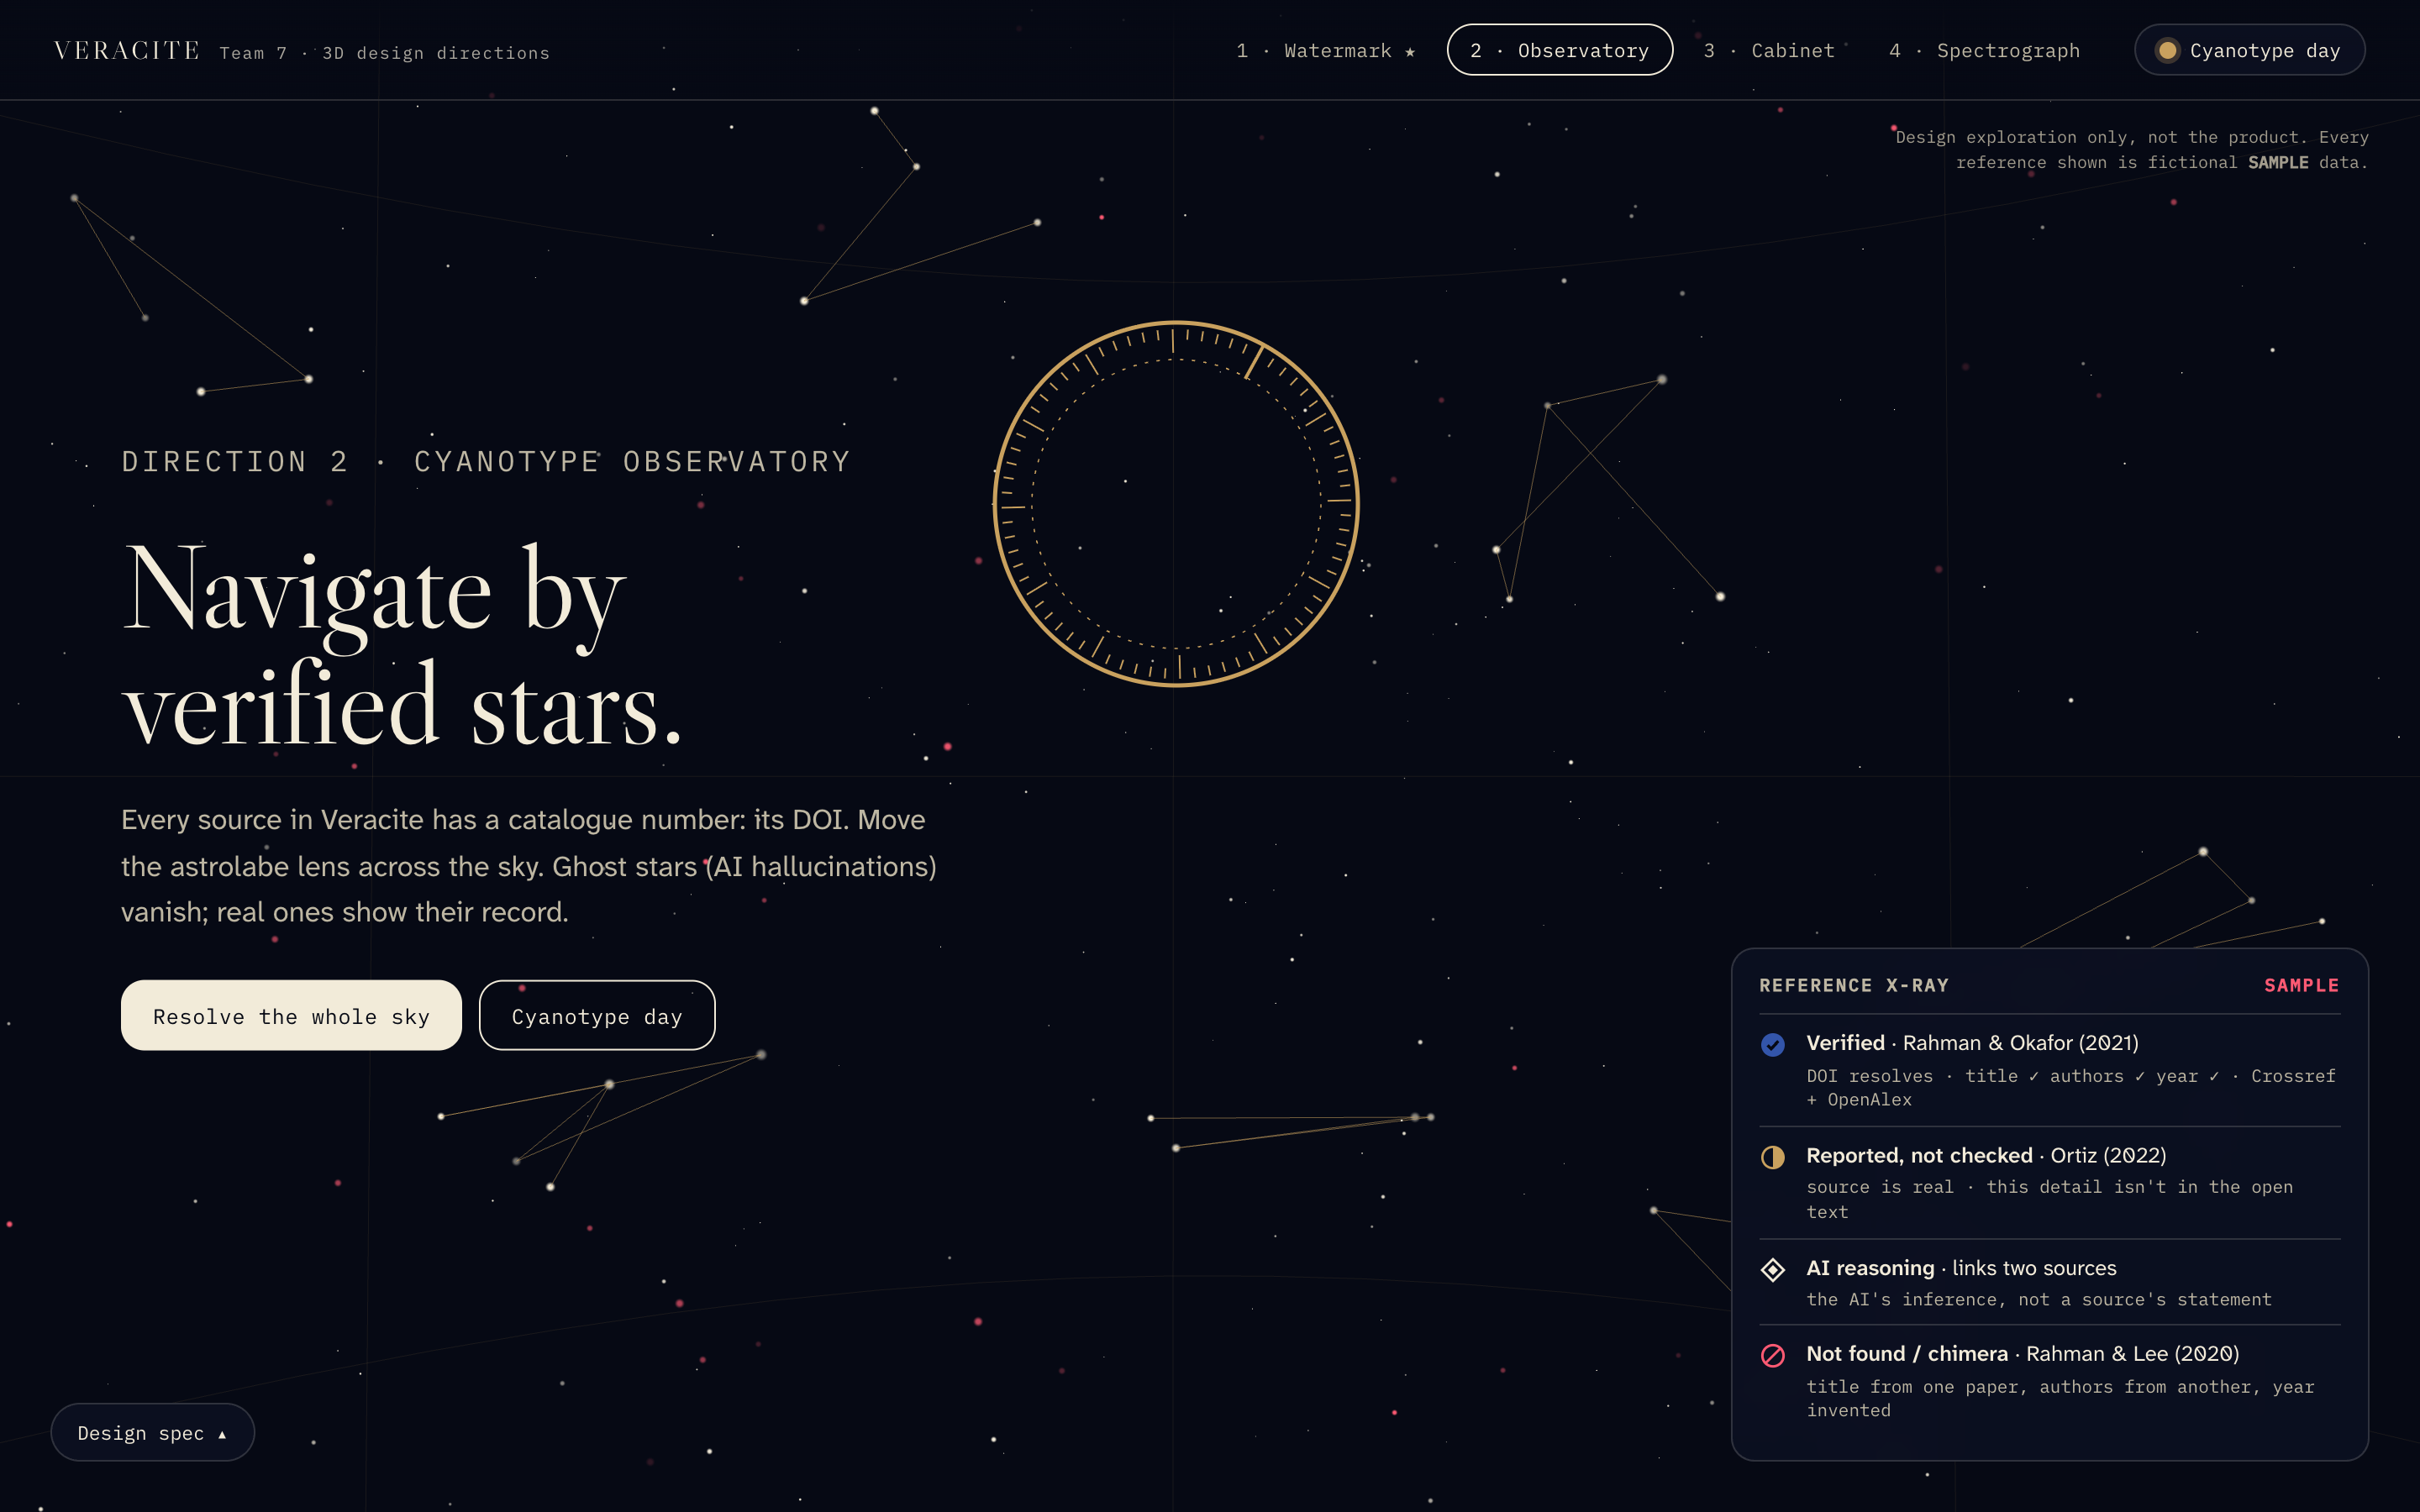 VERACITE Team 7 · 3D design directions
1 · Watermark ★
2 · Observatory
3 · Cabinet
4 · Spectrograph
Cyanotype day
Design exploration only, not the product. Every
reference shown is fictional SAMPLE data.
DIRECTION 2 · CYANOTYPE OBSERVATORY
Navigate by
verified stars.
Every source in Veracite has a catalogue number: its DOI. Move
the astrolabe lens across the sky. Ghost stars (AI hallucinations)
vanish; real ones show their record.
Resolve the whole sky
Cyanotype day
REFERENCE X-RAY SAMPLE
Verified · Rahman & Okafor (2021)
DOI resolves · title ✓ authors ✓ year ✓ · Crossref
+ OpenAlex
Reported, not checked · Ortiz (2022)
source is real · this detail isn't in the open
text
AI reasoning · links two sources
the AI's inference, not a source's statement
Not found / chimera · Rahman & Lee (2020)
title from one paper, authors from another, year
invented
Design spec ▴